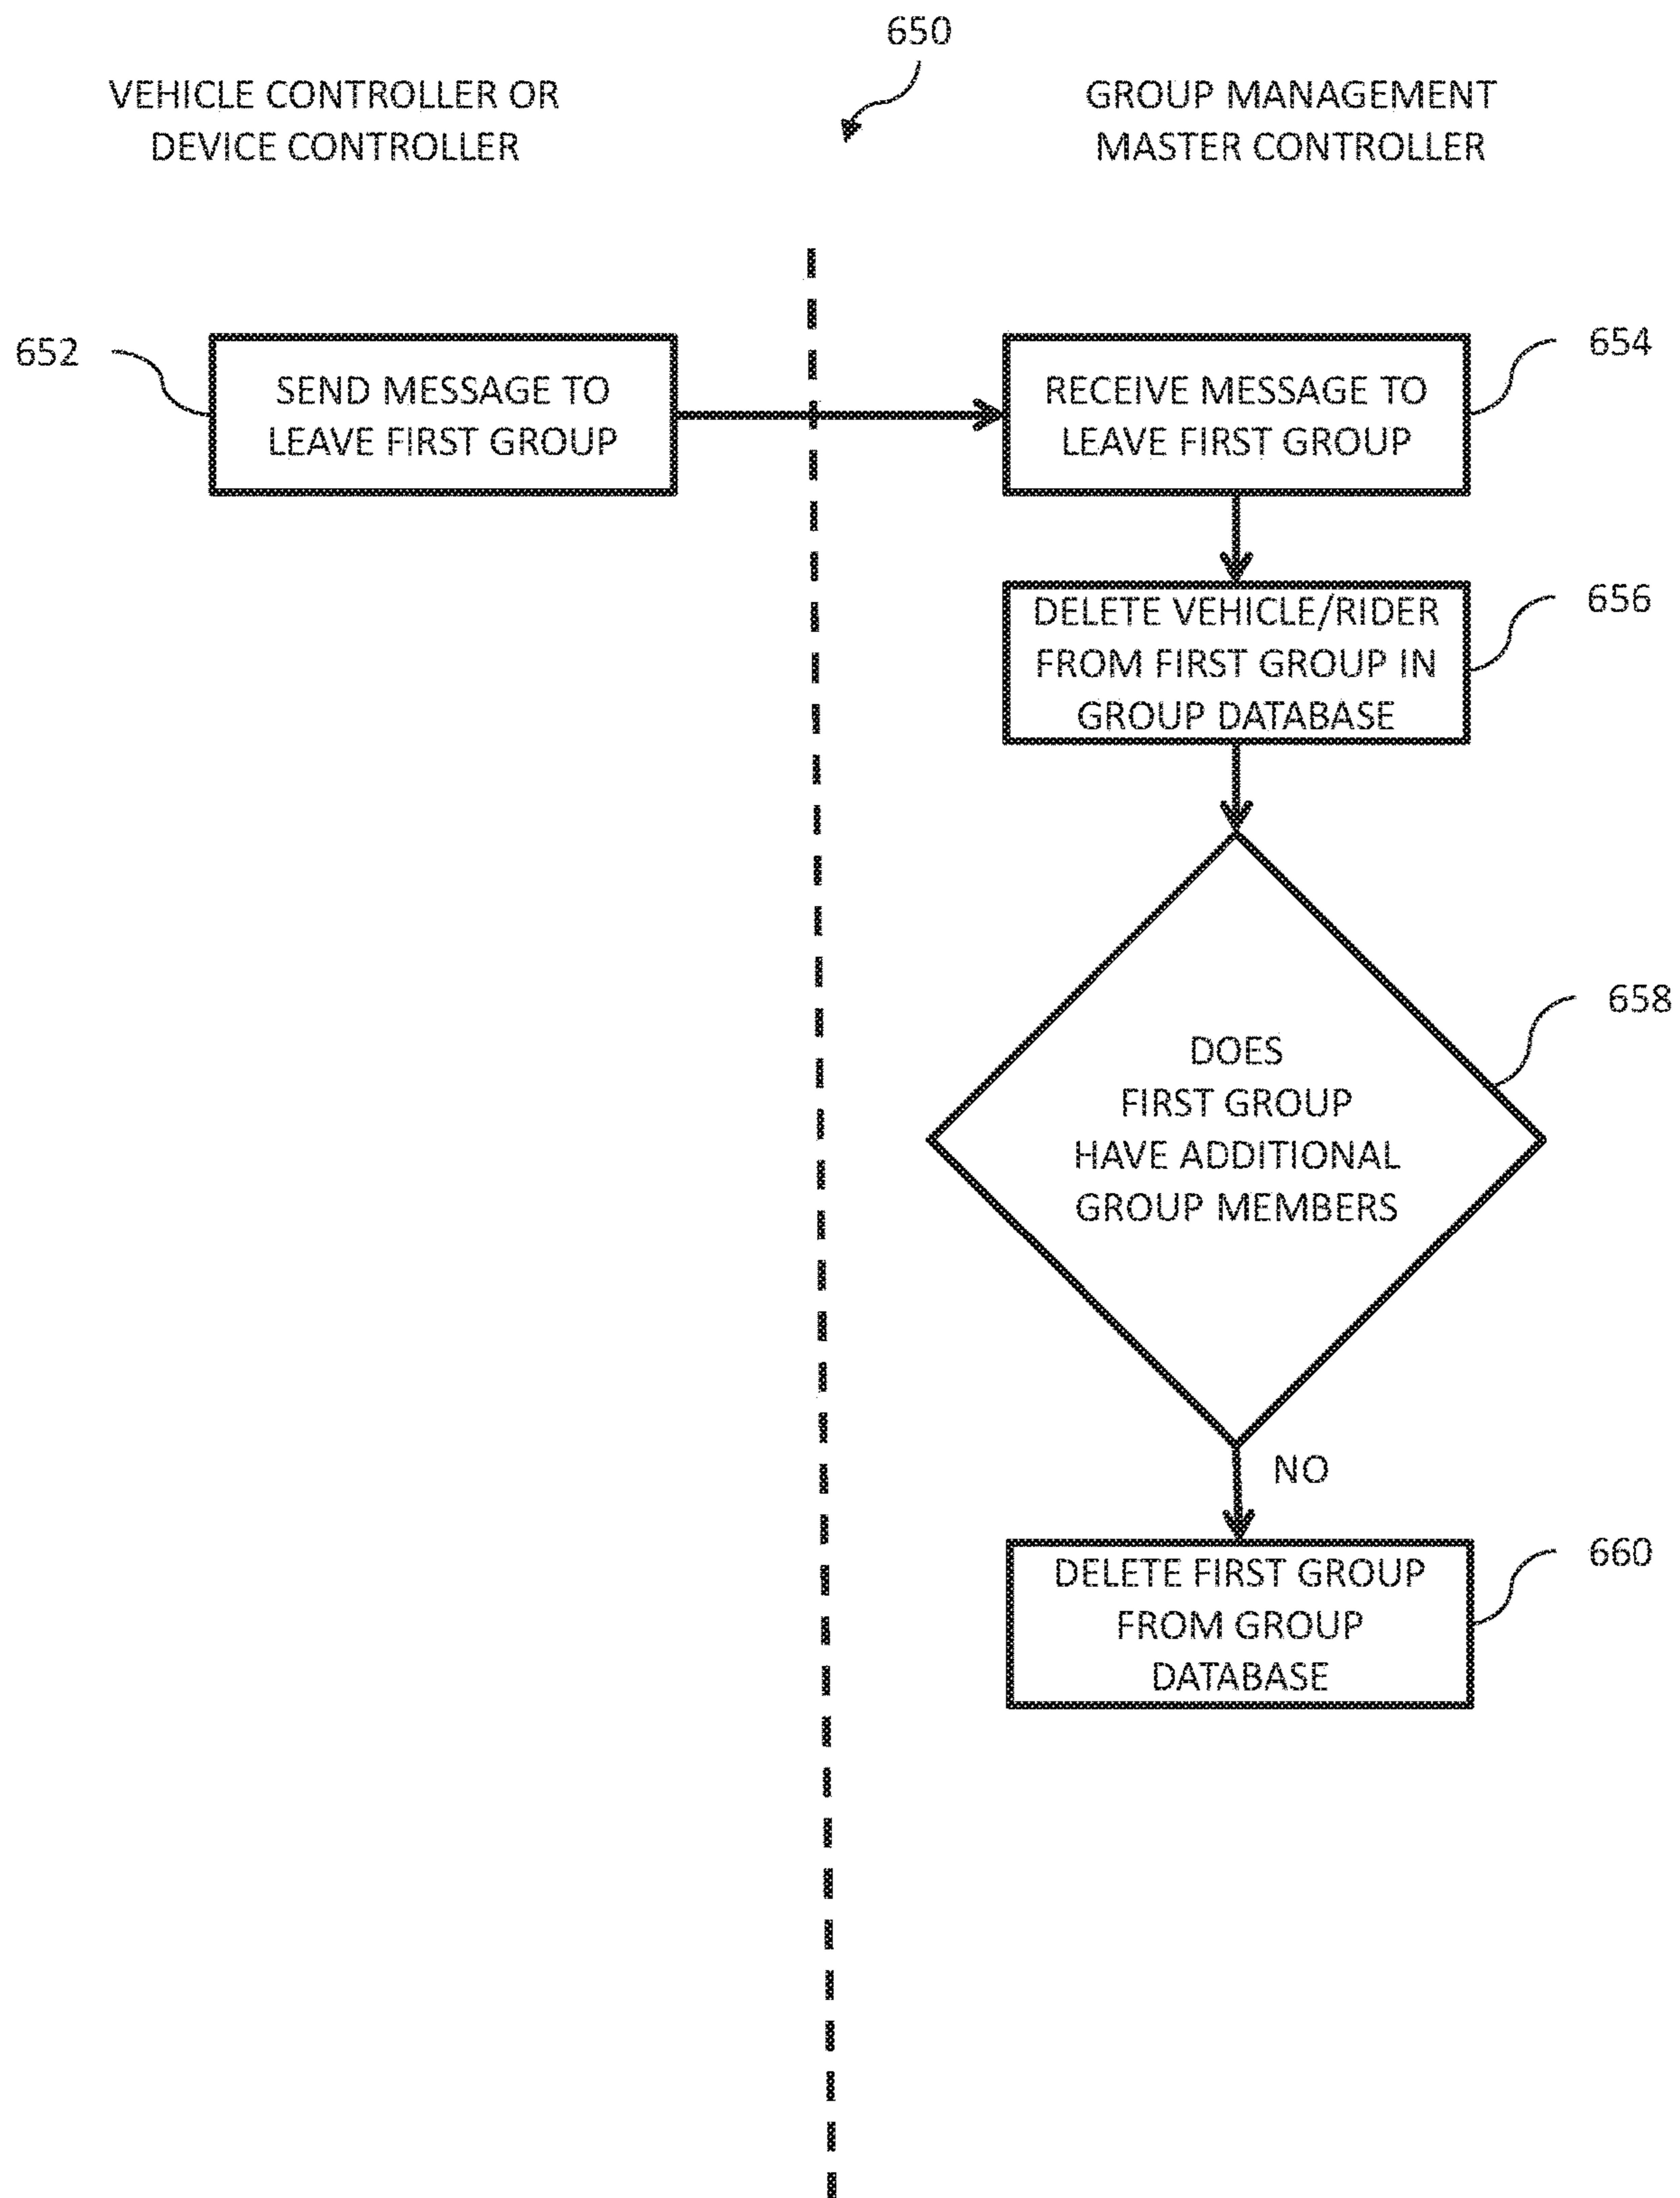 650
VEHICLE CONTROLLER OR
DEVICE CONTROLLER
GROUP MANAGEMENT
MASTER CONTROLLER
652
SEND MESSAGE TO
LEAVE FIRST GROUP
RECEIVE MESSAGE TO
LEAVE FIRST GROUP
654
DELETE VEHICLE/RIDER
FROM FIRST GROUP IN
GROUP DATABASE
656
DOES
FIRST GROUP
HAVE ADDITIONAL
GROUP MEMBERS
658
NO
DELETE FIRST GROUP
FROM GROUP
DATABASE
660